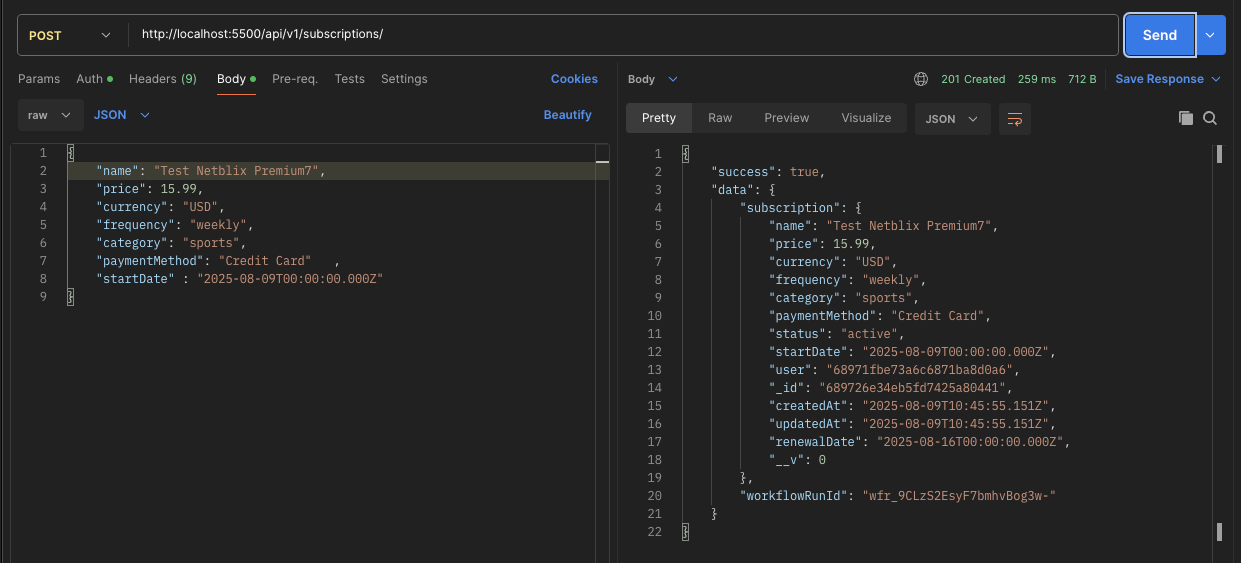 POST http://localhost:5500/api/v1/subscriptions/ Send
Params Auth Headers (9) Body Pre-req. Tests Settings Cookies
raw JSON Beautify
1 {
2 "name": "Test Netblix Premium7",
3 "price": 15.99,
4 "currency": "USD",
5 "frequency": "weekly",
6 "category": "sports",
7 "paymentMethod": "Credit Card"   ,
8 "startDate" : "2025-08-09T00:00:00.000Z"
9 }
Body 201 Created 259 ms 712 B Save Response
Pretty Raw Preview Visualize JSON
1 {
2 "success": true,
3 "data": {
4 "subscription": {
5 "name": "Test Netblix Premium7",
6 "price": 15.99,
7 "currency": "USD",
8 "frequency": "weekly",
9 "category": "sports",
10 "paymentMethod": "Credit Card",
11 "status": "active",
12 "startDate": "2025-08-09T00:00:00.000Z",
13 "user": "68971fbe73a6c6871ba8d0a6",
14 "_id": "689726e34eb5fd7425a80441",
15 "createdAt": "2025-08-09T10:45:55.151Z",
16 "updatedAt": "2025-08-09T10:45:55.151Z",
17 "renewalDate": "2025-08-16T00:00:00.000Z",
18 "__v": 0
19 },
20 "workflowRunId": "wfr_9CLzS2EsyF7bmhvBog3w-"
21 }
22 }